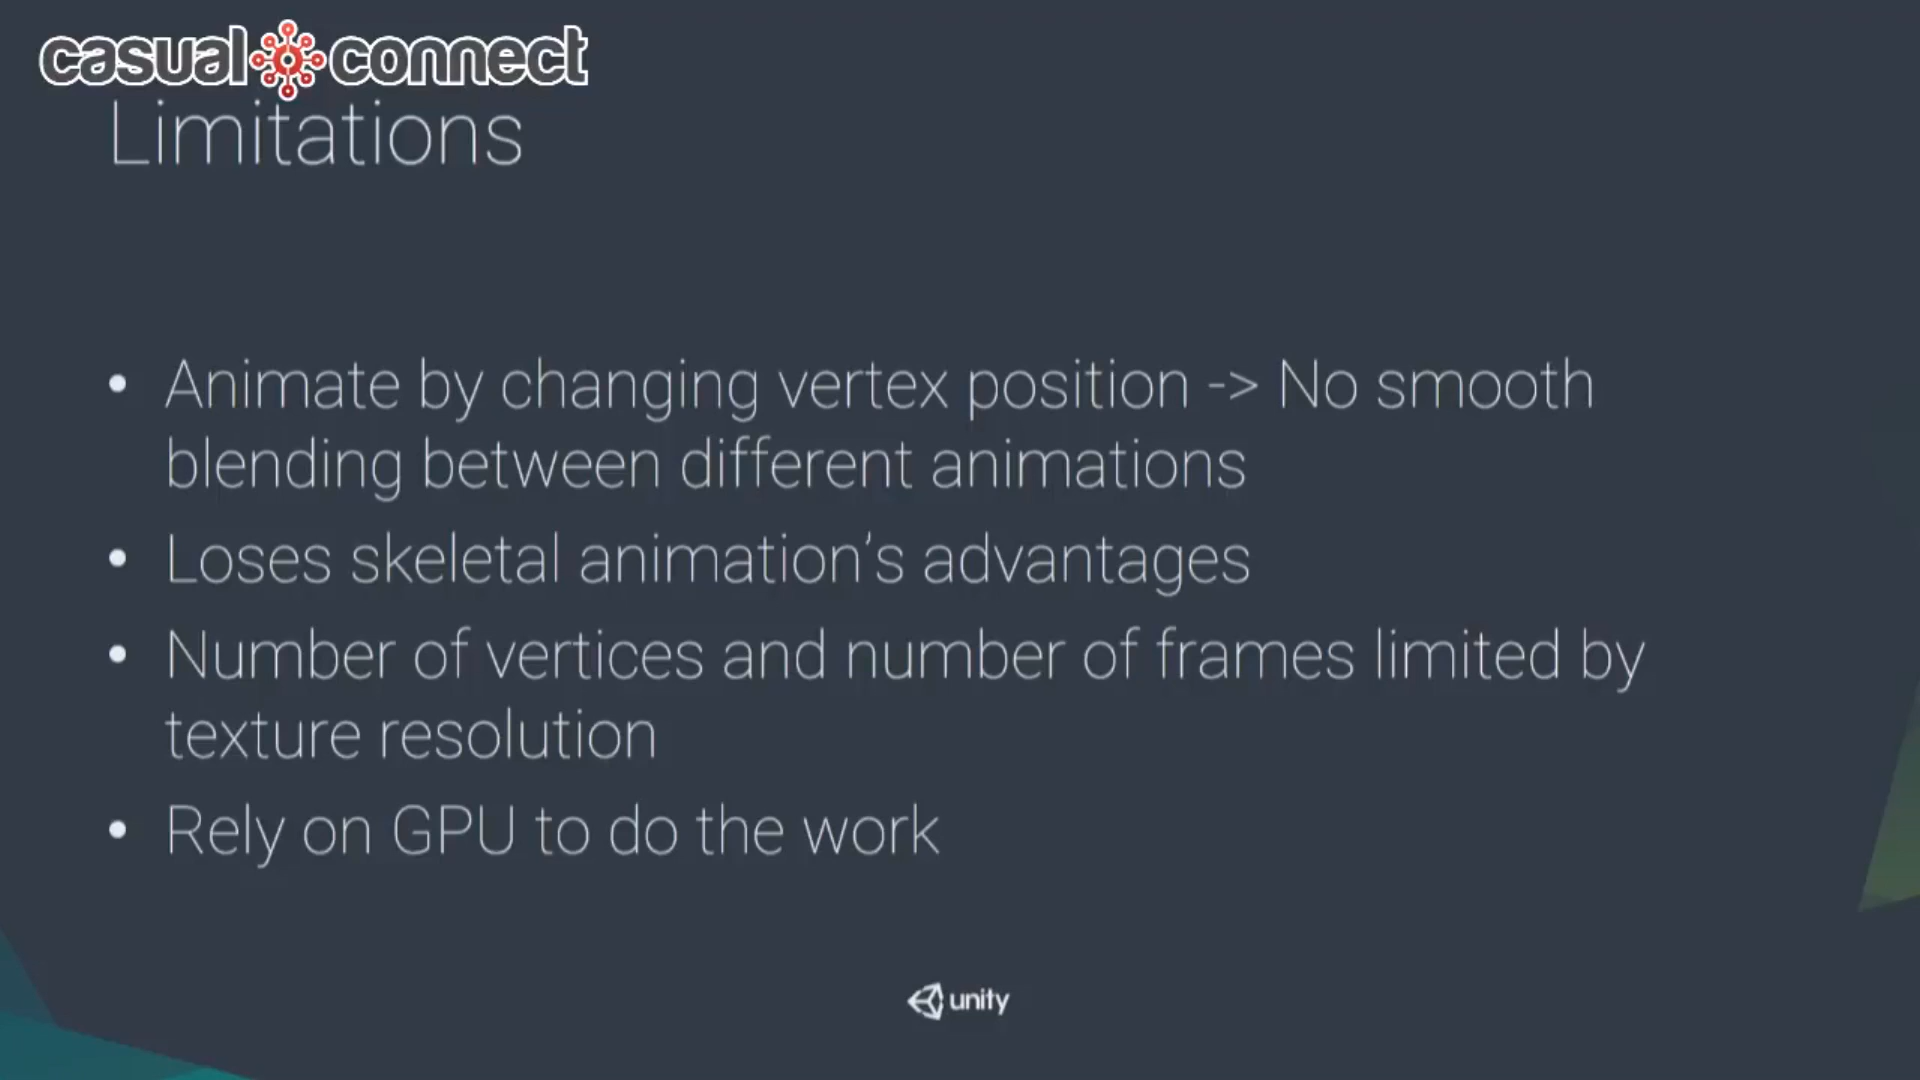 casual connect
Limitations
• Animate by changing vertex position -> No smooth
blending between different animations
• Loses skeletal animation's advantages
• Number of vertices and number of frames limited by
texture resolution
• Rely on GPU to do the work
unity